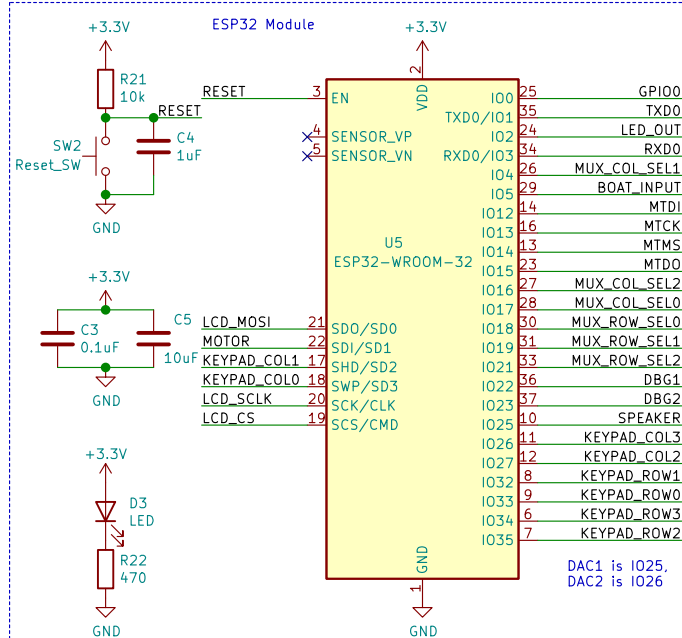 ESP32 Module
+3.3V
R21
10k
RESET
SW2
Reset_SW
C4
1uF
GND
+3.3V
C3
0.1uF
C5
10uF
GND
+3.3V
D3
LED
R22
470
GND
+3.3V
2
VDD
U5
ESP32-WROOM-32
RESET 3 EN
4 SENSOR_VP
5 SENSOR_VN
LCD_MOSI 21 SDO/SD0
MOTOR 22 SDI/SD1
KEYPAD_COL1 17 SHD/SD2
KEYPAD_COL0 18 SWP/SD3
LCD_SCLK 20 SCK/CLK
LCD_CS 19 SCS/CMD
IO0 25 GPIO0
TXD0/IO1 35 TXD0
IO2 24 LED_OUT
RXD0/IO3 34 RXD0
IO4 26 MUX_COL_SEL1
IO5 29 BOAT_INPUT
IO12 14 MTDI
IO13 16 MTCK
IO14 13 MTMS
IO15 23 MTDO
IO16 27 MUX_COL_SEL2
IO17 28 MUX_COL_SEL0
IO18 30 MUX_ROW_SEL0
IO19 31 MUX_ROW_SEL1
IO21 33 MUX_ROW_SEL2
IO22 36 DBG1
IO23 37 DBG2
IO25 10 SPEAKER
IO26 11 KEYPAD_COL3
IO27 12 KEYPAD_COL2
IO32 8 KEYPAD_ROW1
IO33 9 KEYPAD_ROW0
IO34 6 KEYPAD_ROW3
IO35 7 KEYPAD_ROW2
GND
1
GND
DAC1 is IO25,
DAC2 is IO26